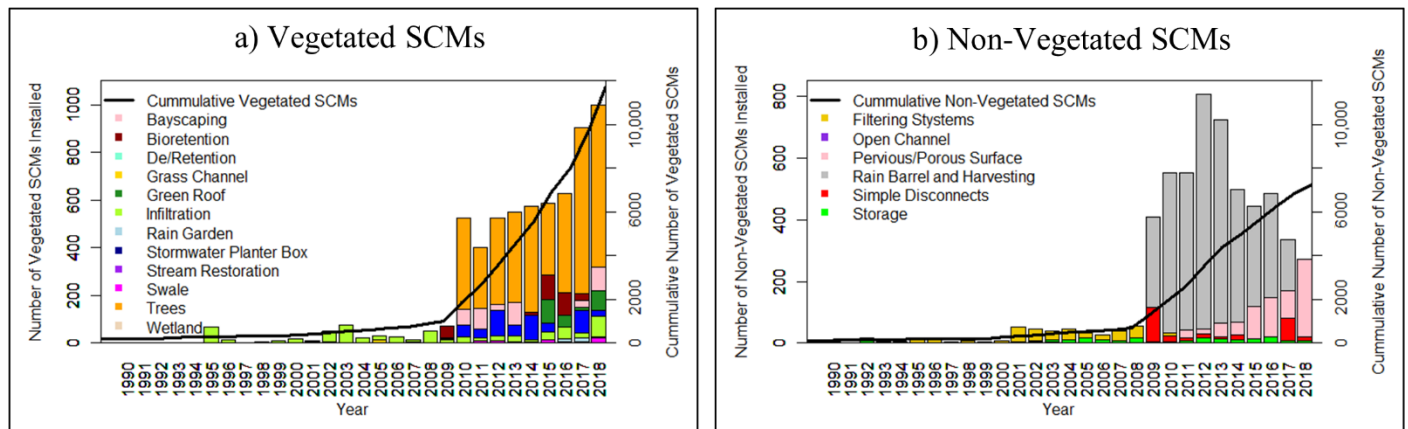 a) Vegetated SCMs
Number of Vegetated SCMs Installed
0 200 400 600 800 1000
Cummulative Vegetated SCMs
Bayscaping
Bioretention
De/Retention
Grass Channel
Green Roof
Infiltration
Rain Garden
Stormwater Planter Box
Stream Restoration
Swale
Trees
Wetland
0 2000 6000 10,000
Cummulative Number of Vegetated SCMs
1990 1991 1992 1993 1994 1995 1996 1997 1998 1999 2000 2001 2002 2003 2004 2005 2006 2007 2008 2009 2010 2011 2012 2013 2014 2015 2016 2017 2018
Year
b) Non-Vegetated SCMs
Number of Non-Vegetated SCMs Installed
0 200 400 600 800
Cummulative Non-Vegetated SCMs
Filtering Stystems
Open Channel
Pervious/Porous Surface
Rain Barrel and Harvesting
Simple Disconnects
Storage
0 2000 6000 10,000
Cummulative Number of Non-Vegetated SCMs
1990 1991 1992 1993 1994 1995 1996 1997 1998 1999 2000 2001 2002 2003 2004 2005 2006 2007 2008 2009 2010 2011 2012 2013 2014 2015 2016 2017 2018
Year